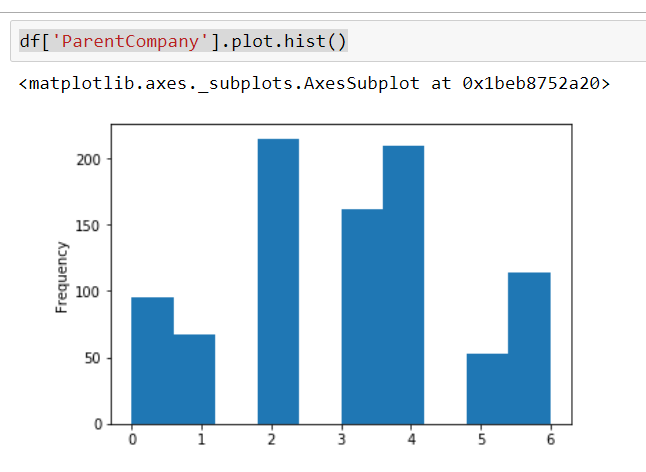 df['ParentCompany'].plot.hist()
<matplotlib.axes._subplots.AxesSubplot at 0x1beb8752a20>
200
150
100
50
0
Frequency
0 1 2 3 4 5 6